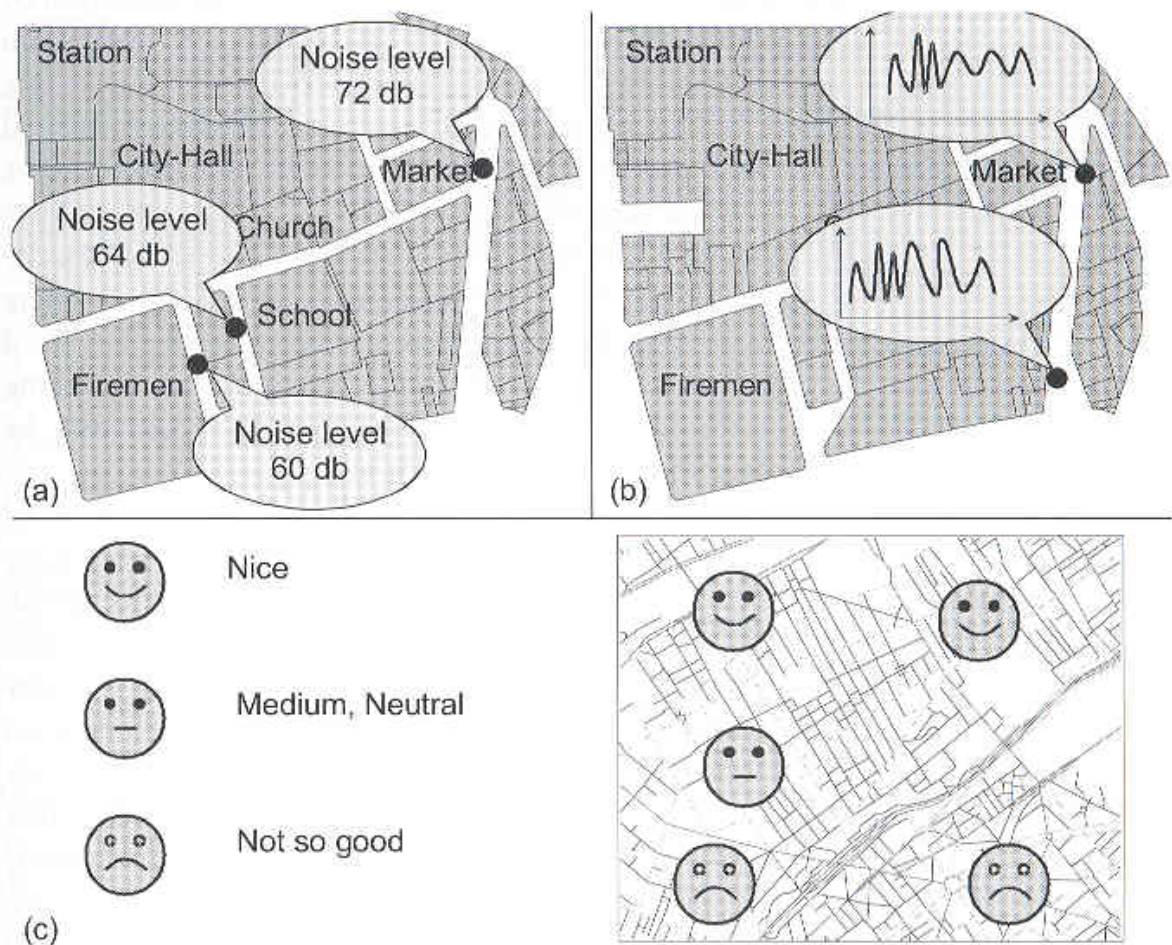 Station
Noise level
72 db
City-Hall
Market
Noise level
64 db
Church
School
Firemen
Noise level
60 db
(a)
Station
City-Hall
Market
Firemen
(b)
Nice
Medium, Neutral
Not so good
(c)